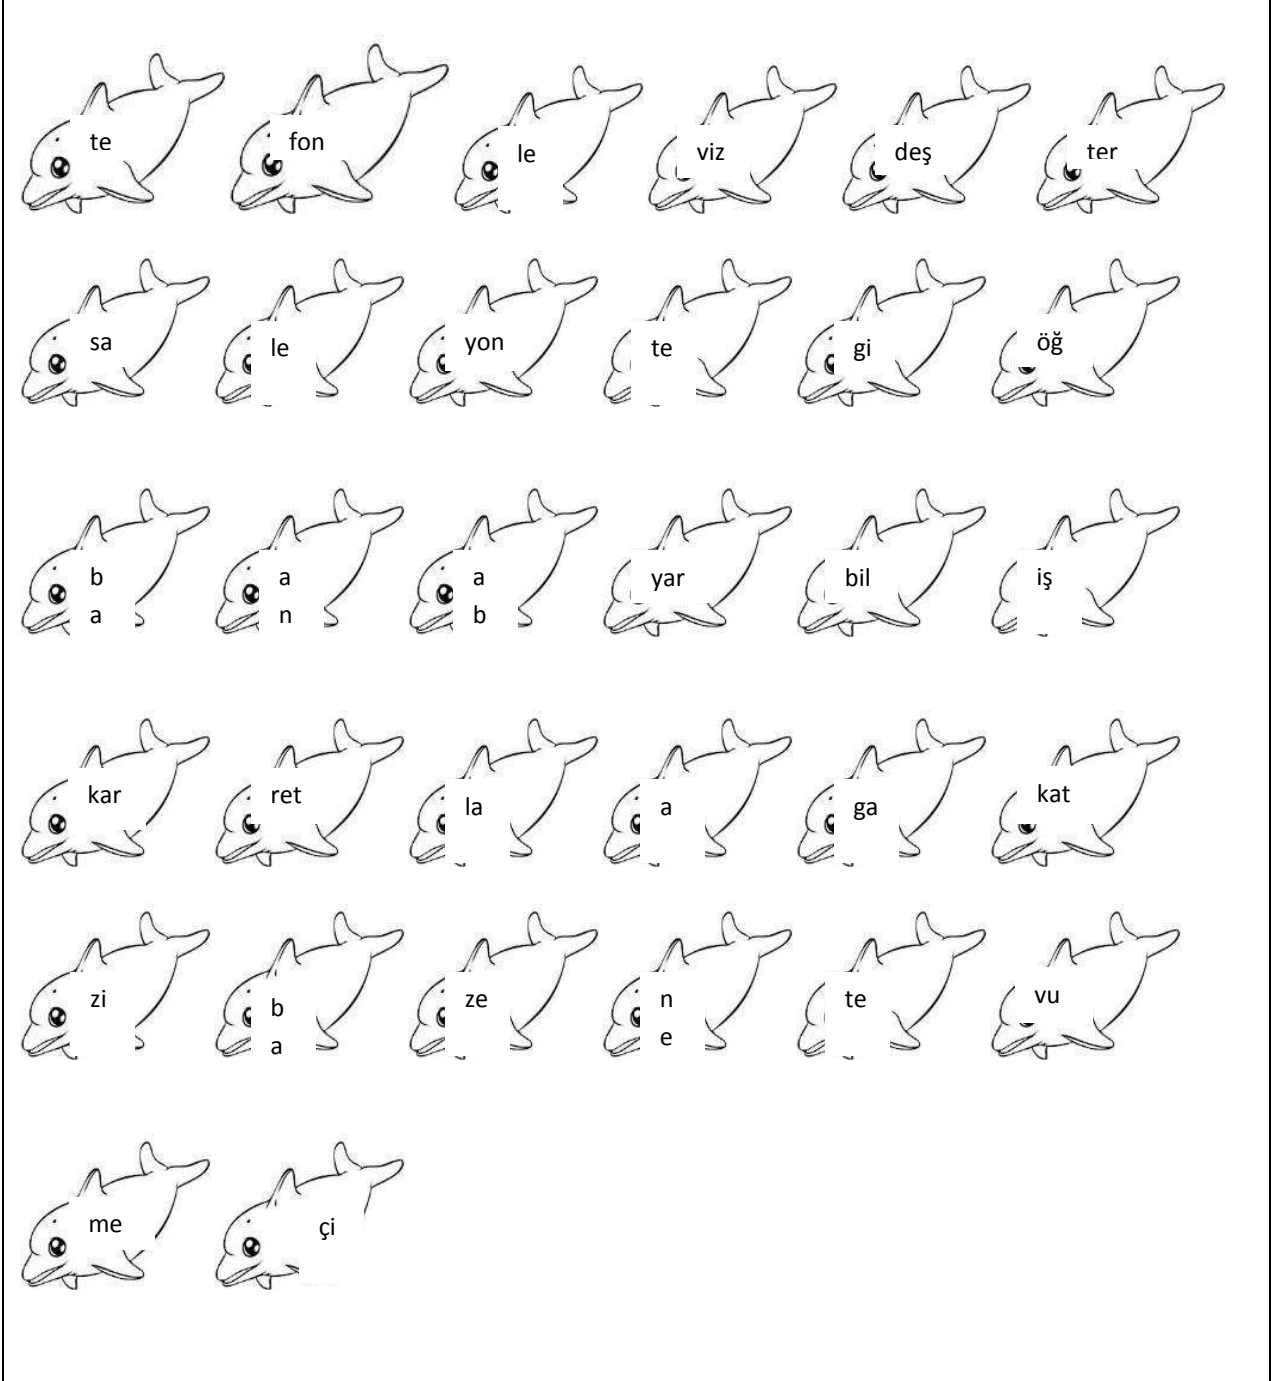 te fon le viz deş ter
sa le yon te gi öğ
b a a yar bil iş
a n b
kar ret la a ga kat
zi b ze n te vu
a e
me çi